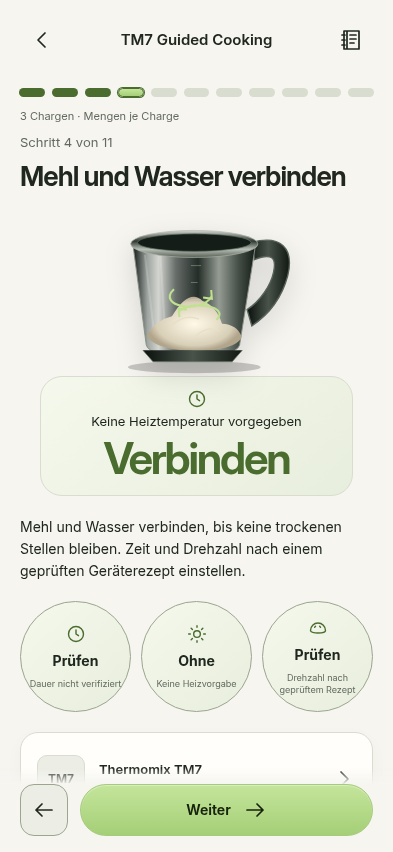 TM7 Guided Cooking
3 Chargen · Mengen je Charge
Schritt 4 von 11
Mehl und Wasser verbinden
Keine Heiztemperatur vorgegeben
Verbinden
Mehl und Wasser verbinden, bis keine trockenen
Stellen bleiben. Zeit und Drehzahl nach einem
geprüften Geräterezept einstellen.
Prüfen
Dauer nicht verifiziert
Ohne
Keine Heizvorgabe
Prüfen
Drehzahl nach
geprüftem Rezept
TM7
Thermomix TM7
Weiter